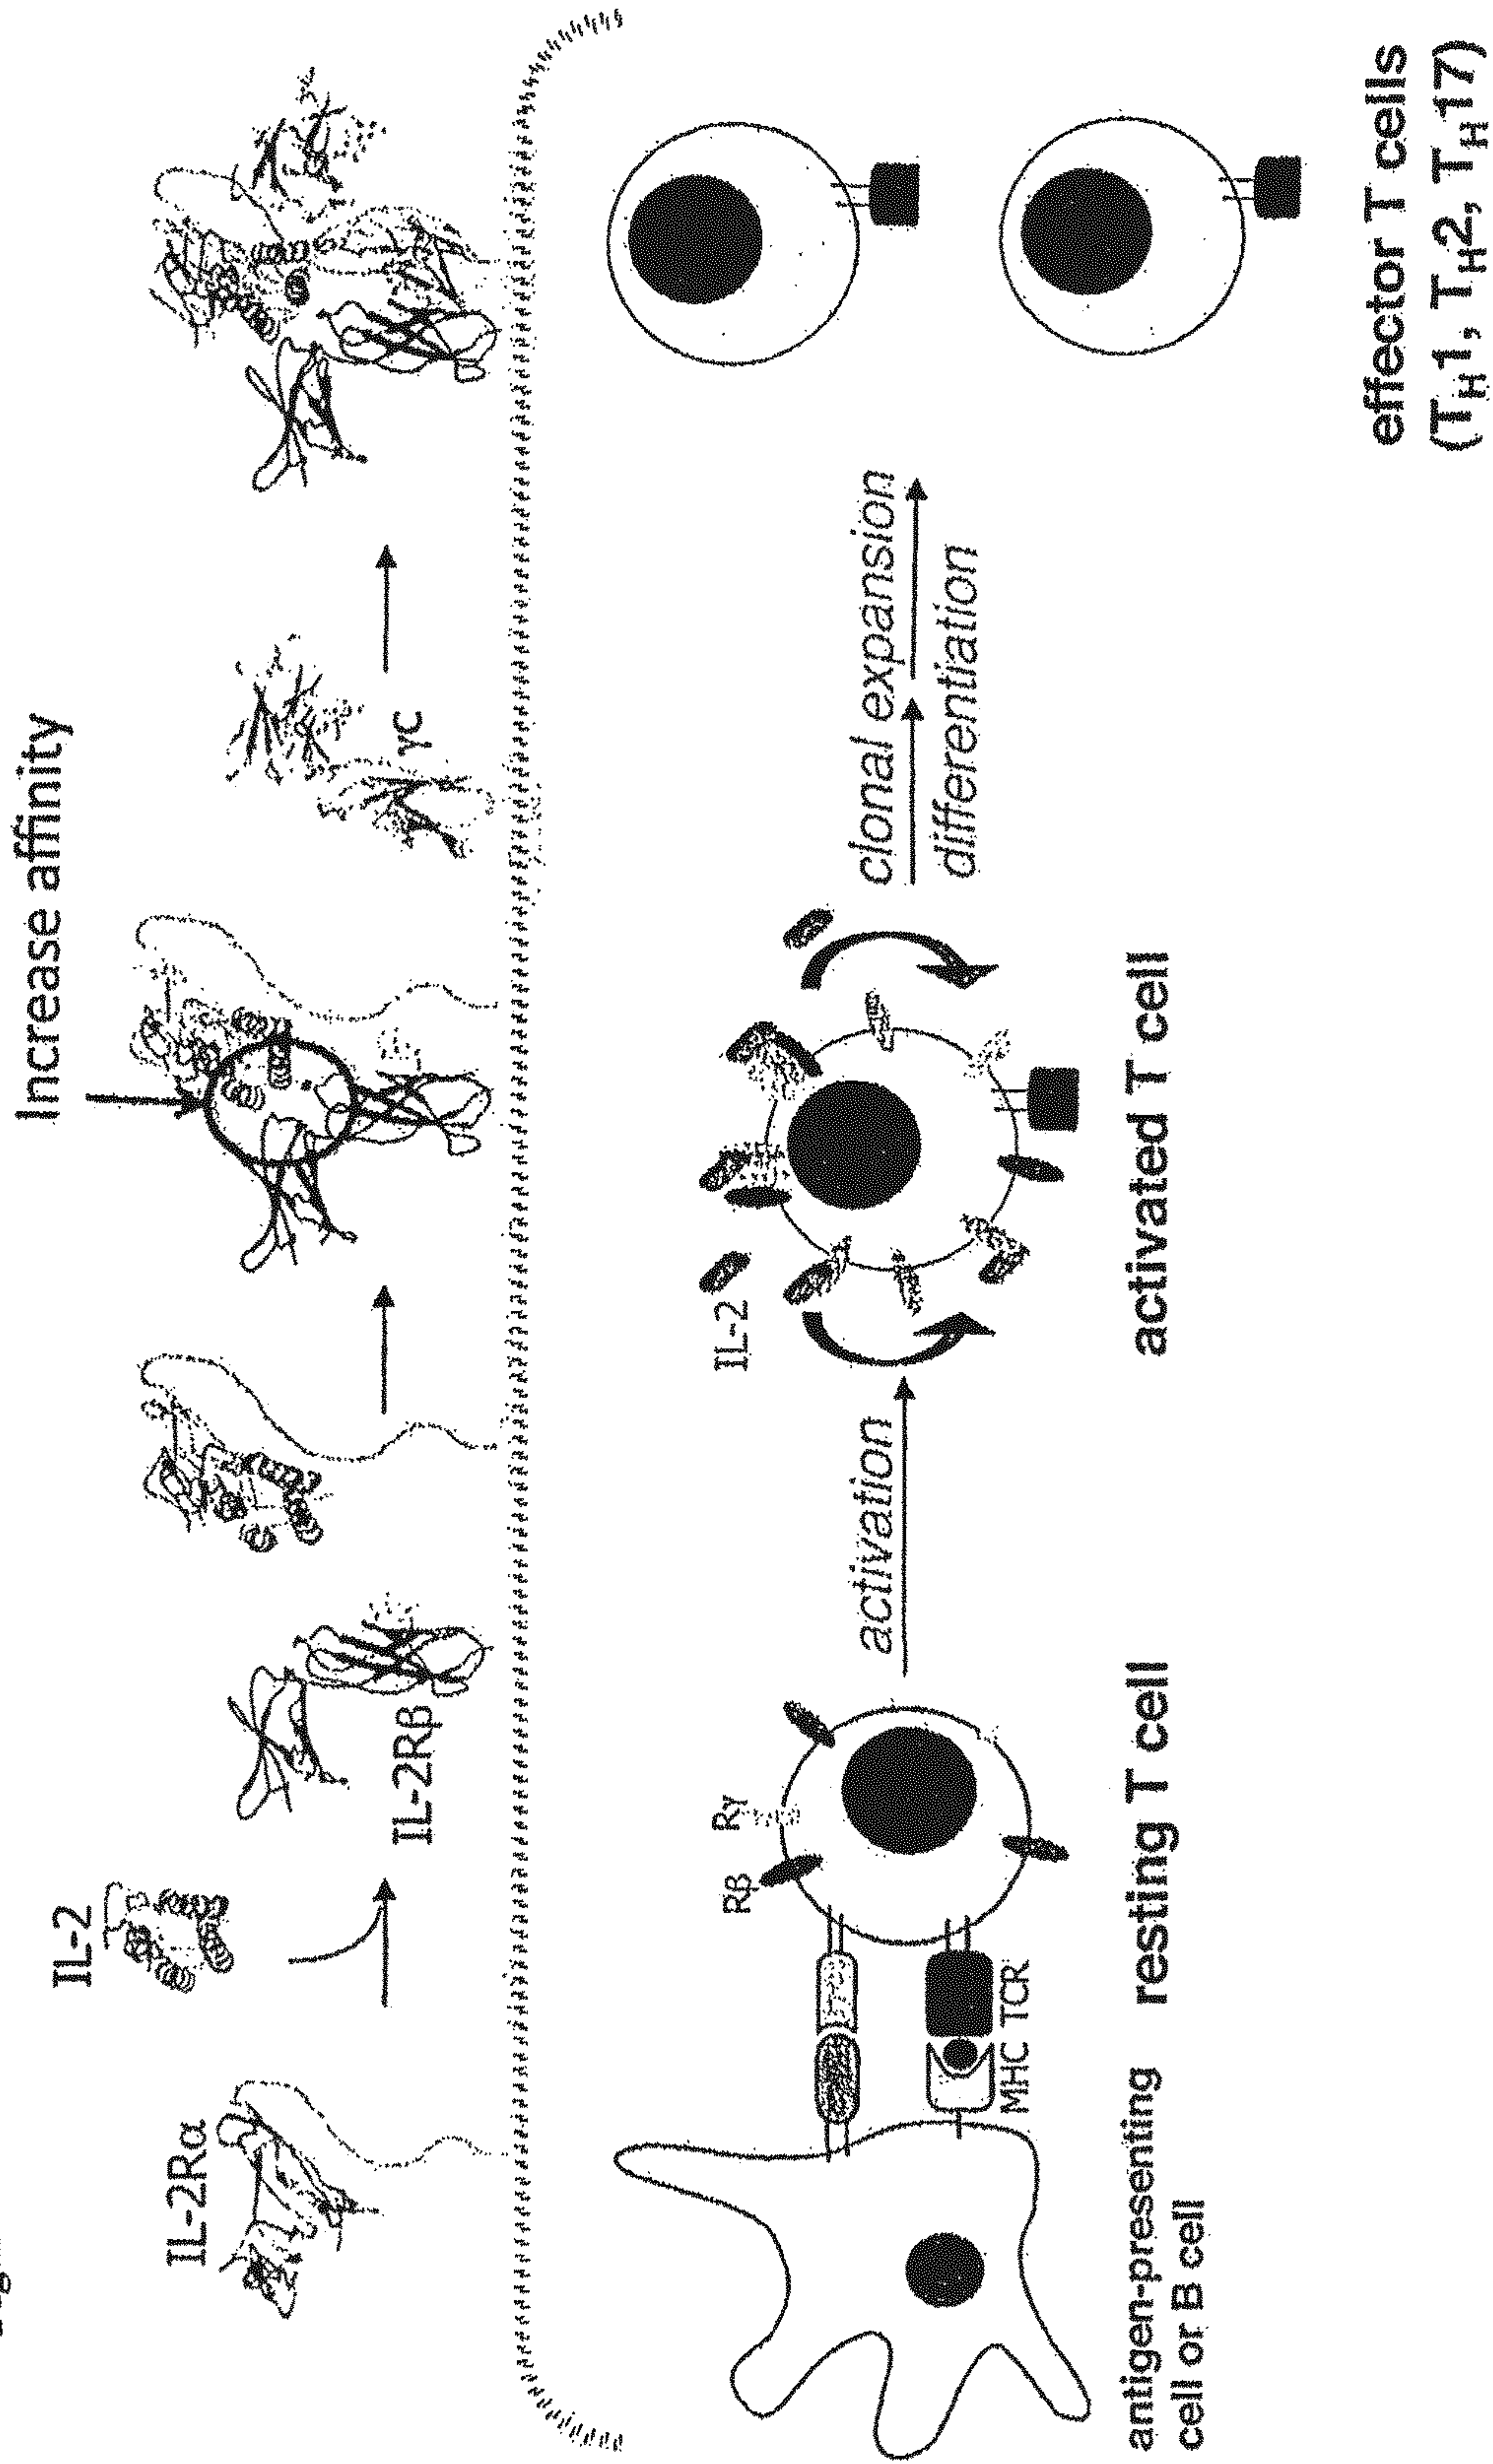 Increase affinity
IL-2
IL-2Rα
IL-2Rβ
γC
IL-2
Rβ
Rγ
activation
clonal expansion
differentiation
MHC TCR
antigen-presenting
cell or B cell
resting T cell
activated T cell
effector T cells
(TH1, TH2, TH17)